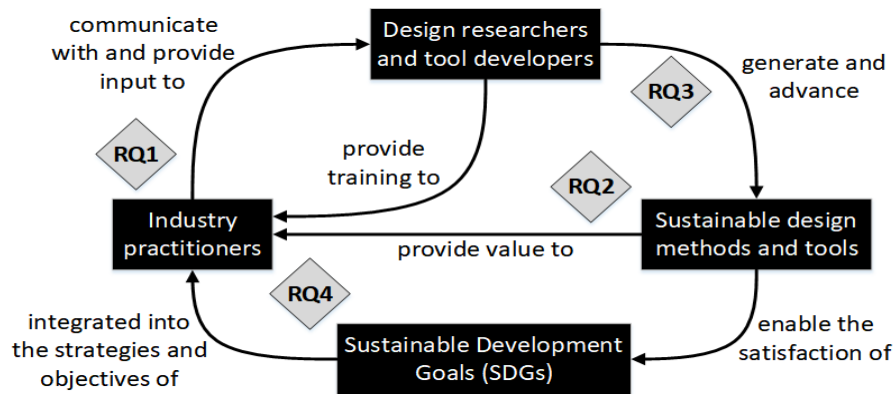 communicate
with and provide
input to
Design researchers
and tool developers
generate and
advance
RQ3
RQ1
provide
training to
RQ2
Industry
practitioners
Sustainable design
methods and tools
provide value to
RQ4
integrated into
the strategies and
objectives of
Sustainable Development
Goals (SDGs)
enable the
satisfaction of